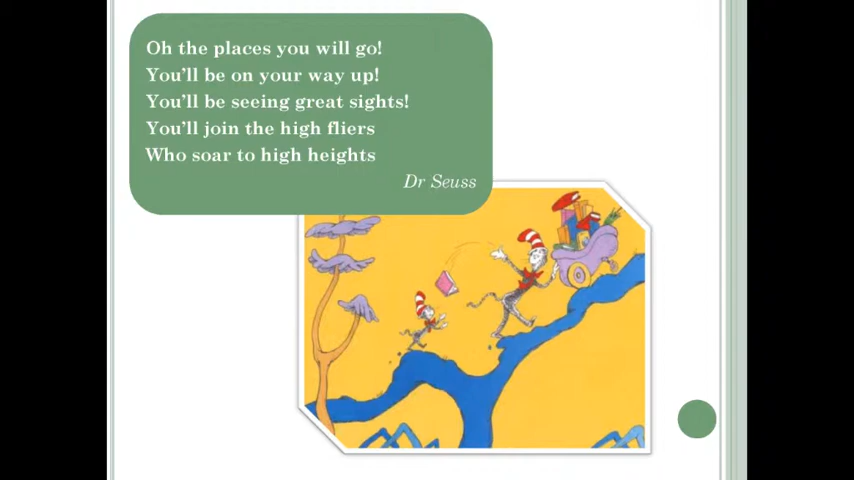 Oh the places you will go!
You'll be on your way up!
You'll be seeing great sights!
You'll join the high fliers
Who soar to high heights
Dr Seuss